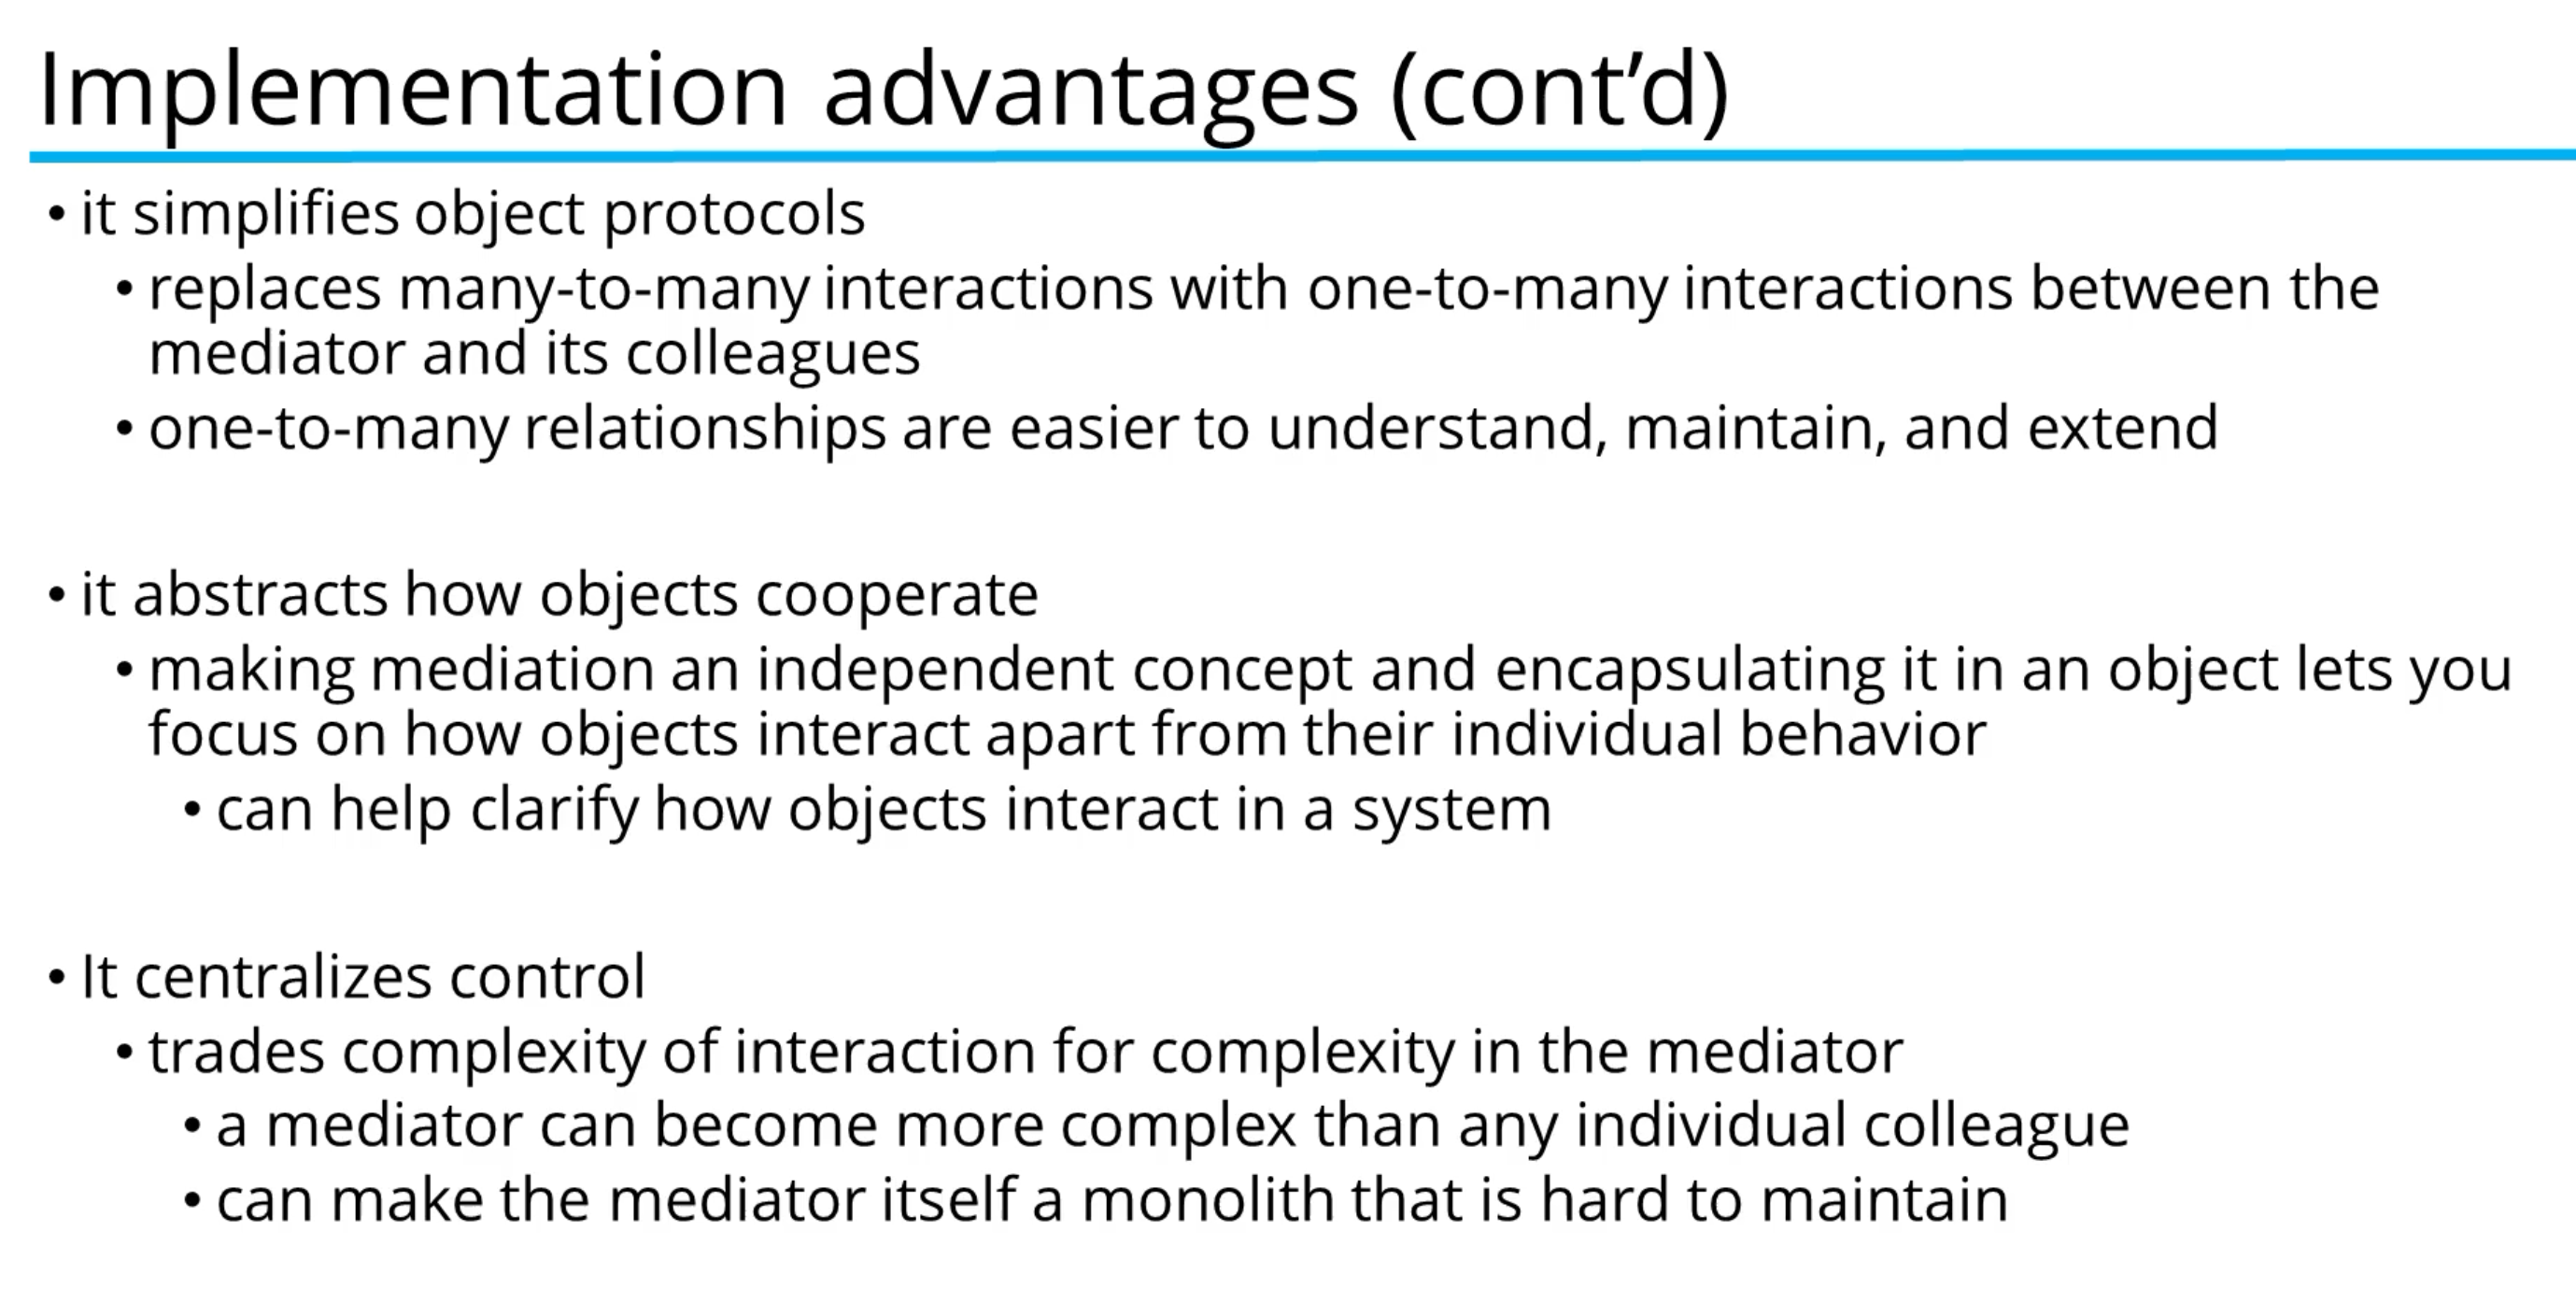 Implementation advantages (cont’d)
• it simplifies object protocols
• replaces many-to-many interactions with one-to-many interactions between the
mediator and its colleagues
• one-to-many relationships are easier to understand, maintain, and extend
• it abstracts how objects cooperate
• making mediation an independent concept and encapsulating it in an object lets you
focus on how objects interact apart from their individual behavior
• can help clarify how objects interact in a system
• It centralizes control
• trades complexity of interaction for complexity in the mediator
• a mediator can become more complex than any individual colleague
• can make the mediator itself a monolith that is hard to maintain